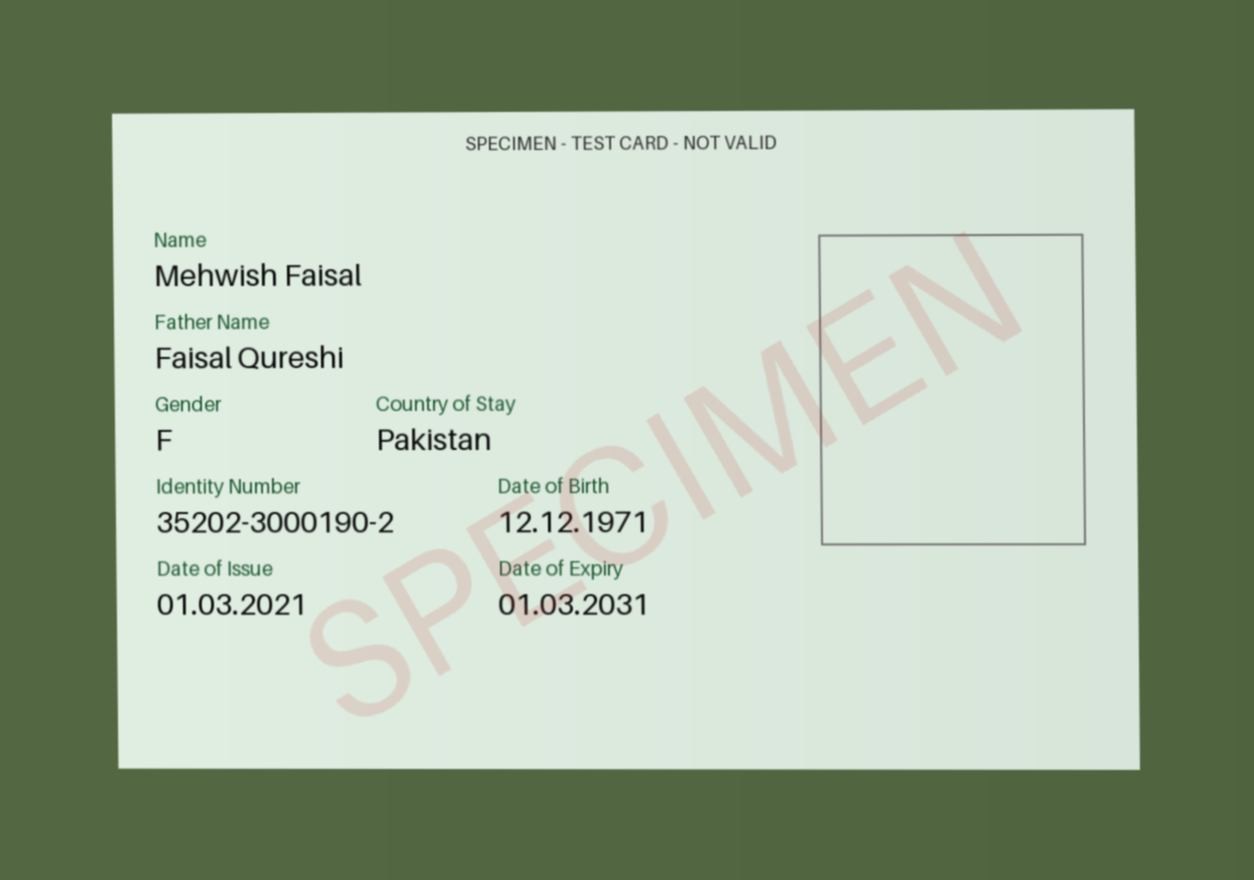 SPECIMEN - TEST CARD - NOT VALID
Name
Mehwish Faisal
Father Name
Faisal Qureshi
Gender Country of Stay
F Pakistan
Identity Number Date of Birth
35202-3000190-2 12.12.1971
Date of Issue Date of Expiry
01.03.2021 01.03.2031
SPECIMEN